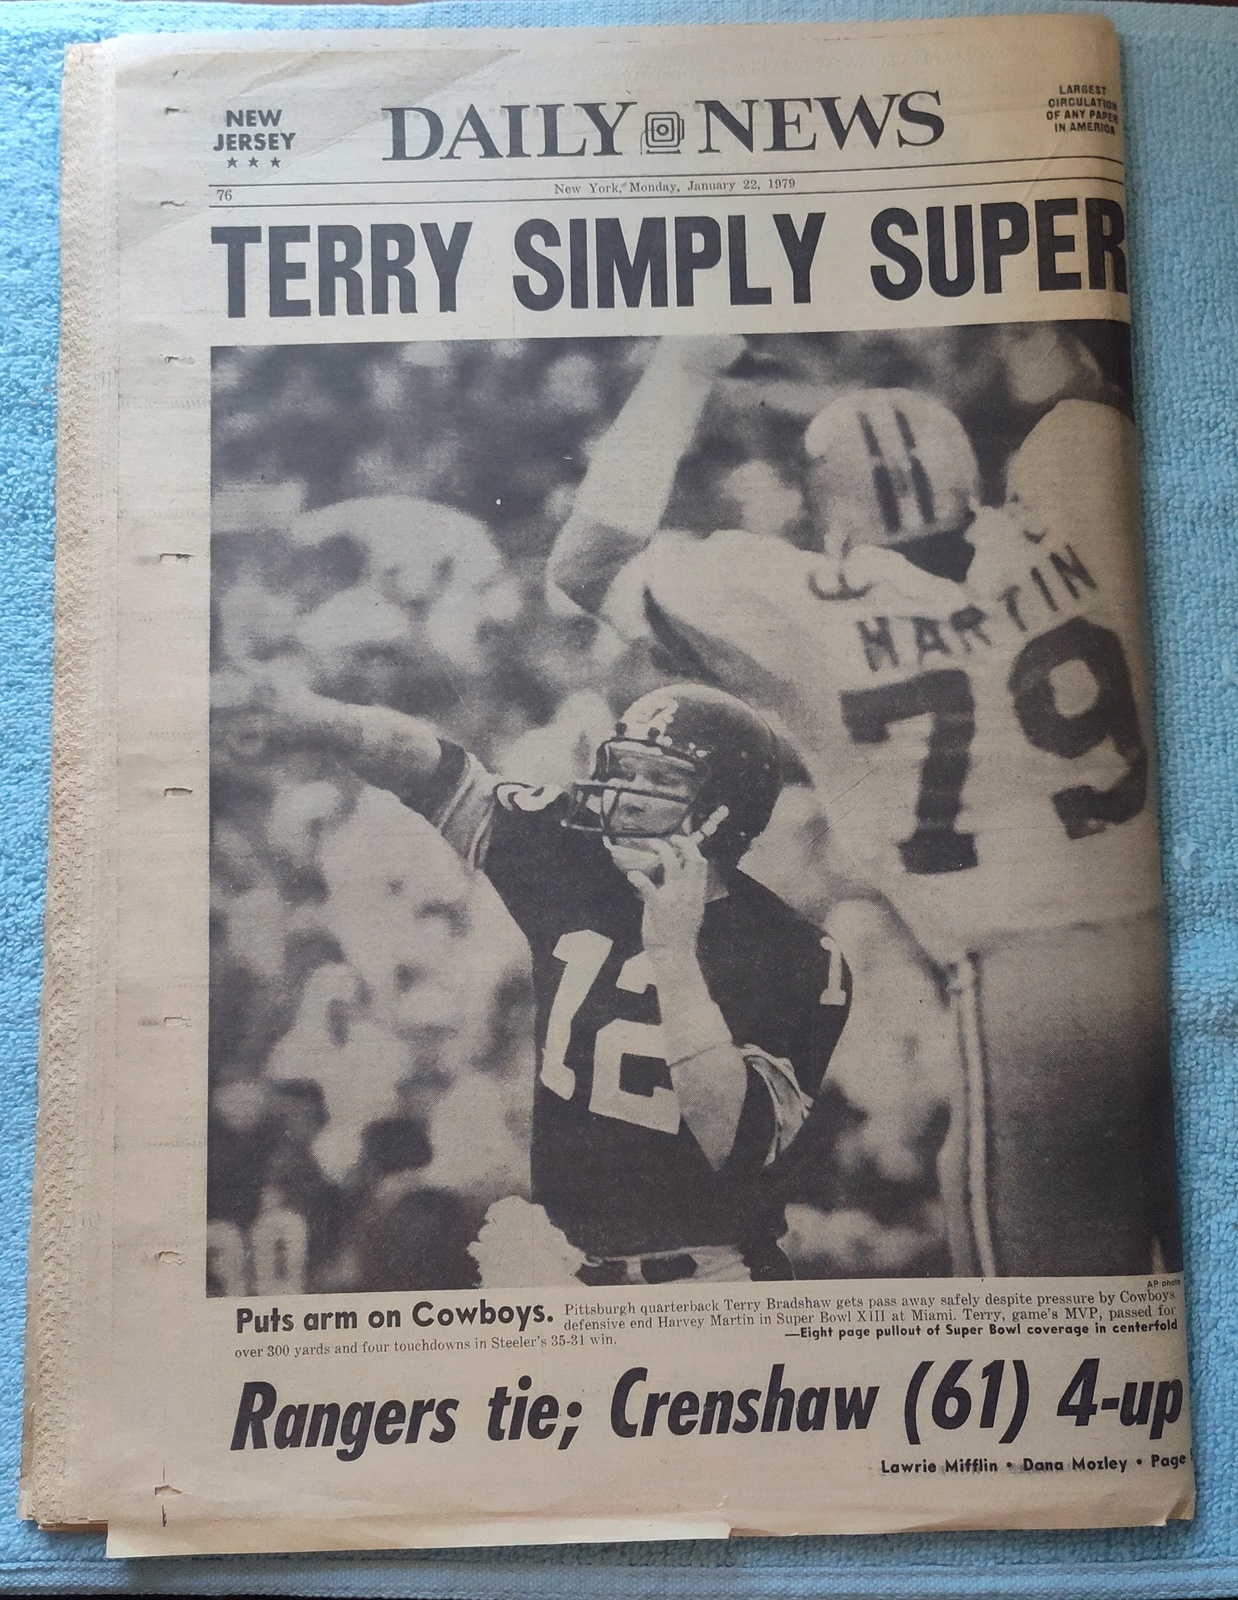 NEW
JERSEY
★ ★ ★
DAILY NEWS
LARGEST
CIRCULATION
OF ANY PAPER
IN AMERICA
76
New York, Monday, January 22, 1979
TERRY SIMPLY SUPER
MARTIN
79
12
1
AP photo
Puts arm on Cowboys. Pittsburgh quarterback Terry Bradshaw gets pass away safely despite pressure by Cowboys
defensive end Harvey Martin in Super Bowl XIII at Miami. Terry, game's MVP, passed for
over 300 yards and four touchdowns in Steeler's 35-31 win.
—Eight page pullout of Super Bowl coverage in centerfold
Rangers tie; Crenshaw (61) 4-up
Lawrie Mifflin • Dana Mozley • Page